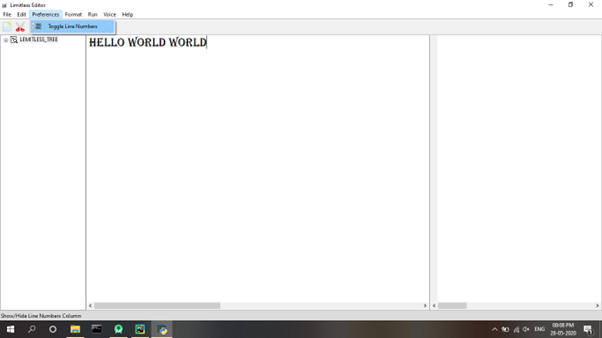 Limitless Editor
File Edit Preferences Format Run Voice Help
Toggle Line Numbers
LIMITLESS_TREE
HELLO WORLD WORLD
Show/Hide Line Numbers Column
ENG
08:08 PM
26-05-2020